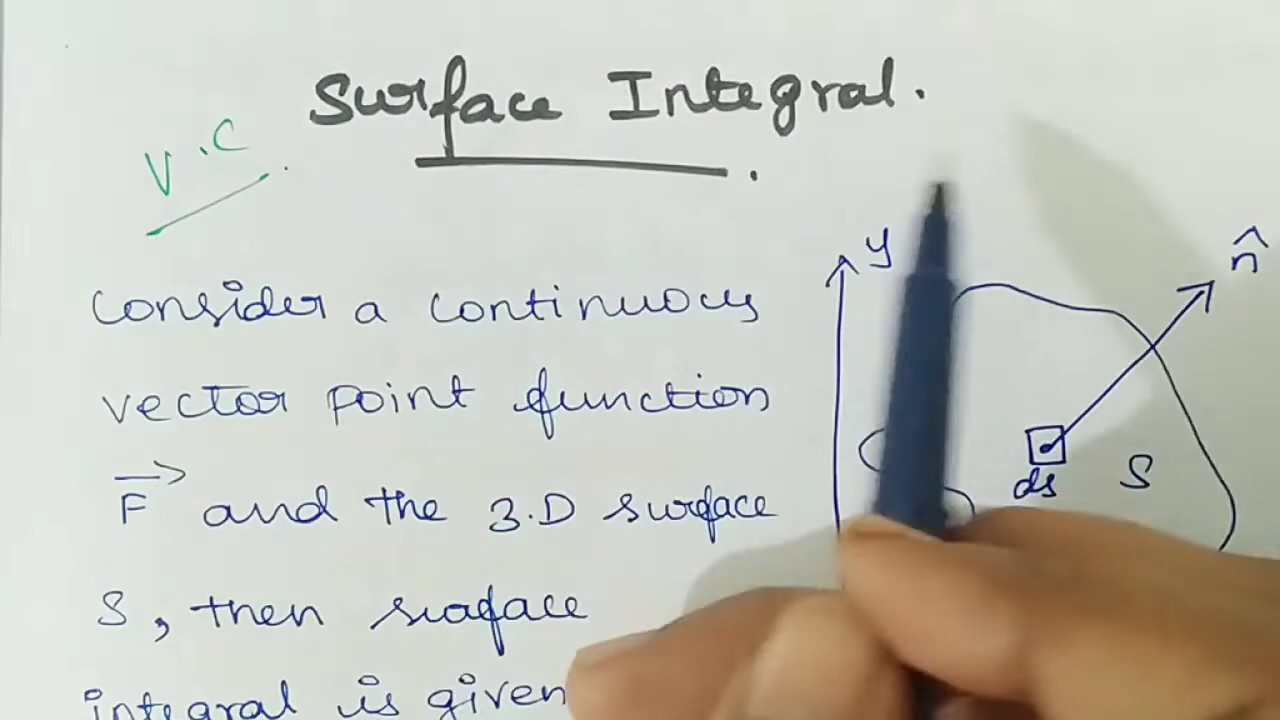 Surface Integral.
V.C
Consider a continuous
vector point function
F and the 3.D surface
S, then surface
integral is given
y
n̂
ds
S